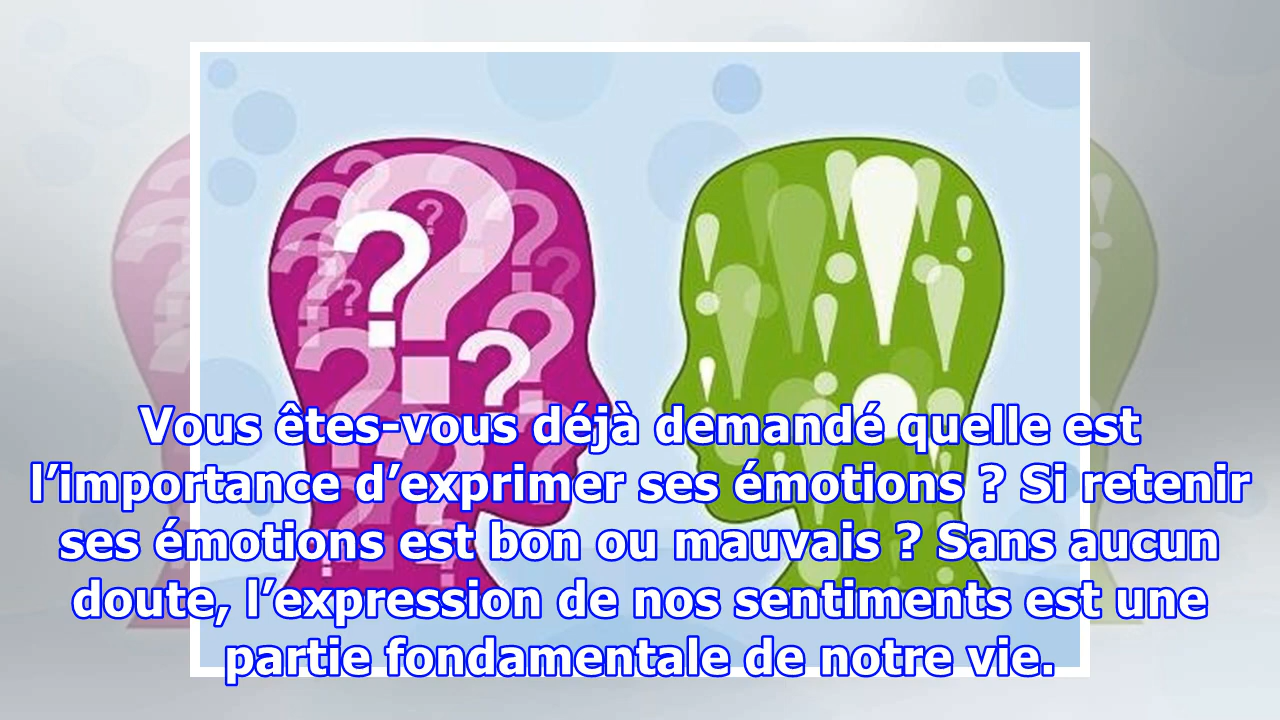 Vous êtes-vous déjà demandé quelle est
l’importance d’exprimer ses émotions ? Si retenir
ses émotions est bon ou mauvais ? Sans aucun
doute, l’expression de nos sentiments est une
partie fondamentale de notre vie.